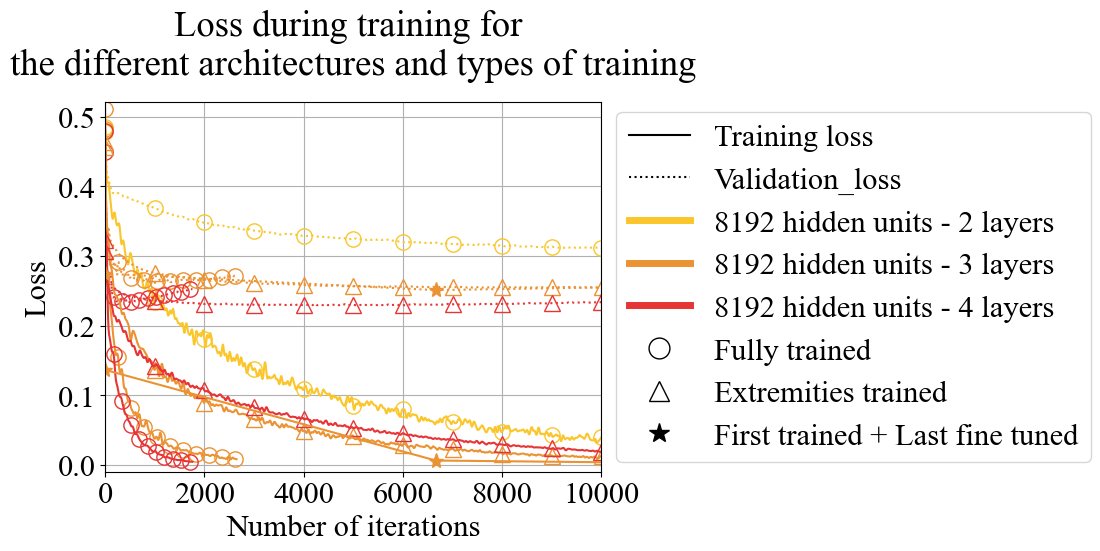 Loss during training for
the different architectures and types of training
0.5
0.4
0.3
0.2
0.1
0.0
Loss
0 2000 4000 6000 8000 10000
Number of iterations
Training loss
Validation_loss
8192 hidden units - 2 layers
8192 hidden units - 3 layers
8192 hidden units - 4 layers
Fully trained
Extremities trained
First trained + Last fine tuned